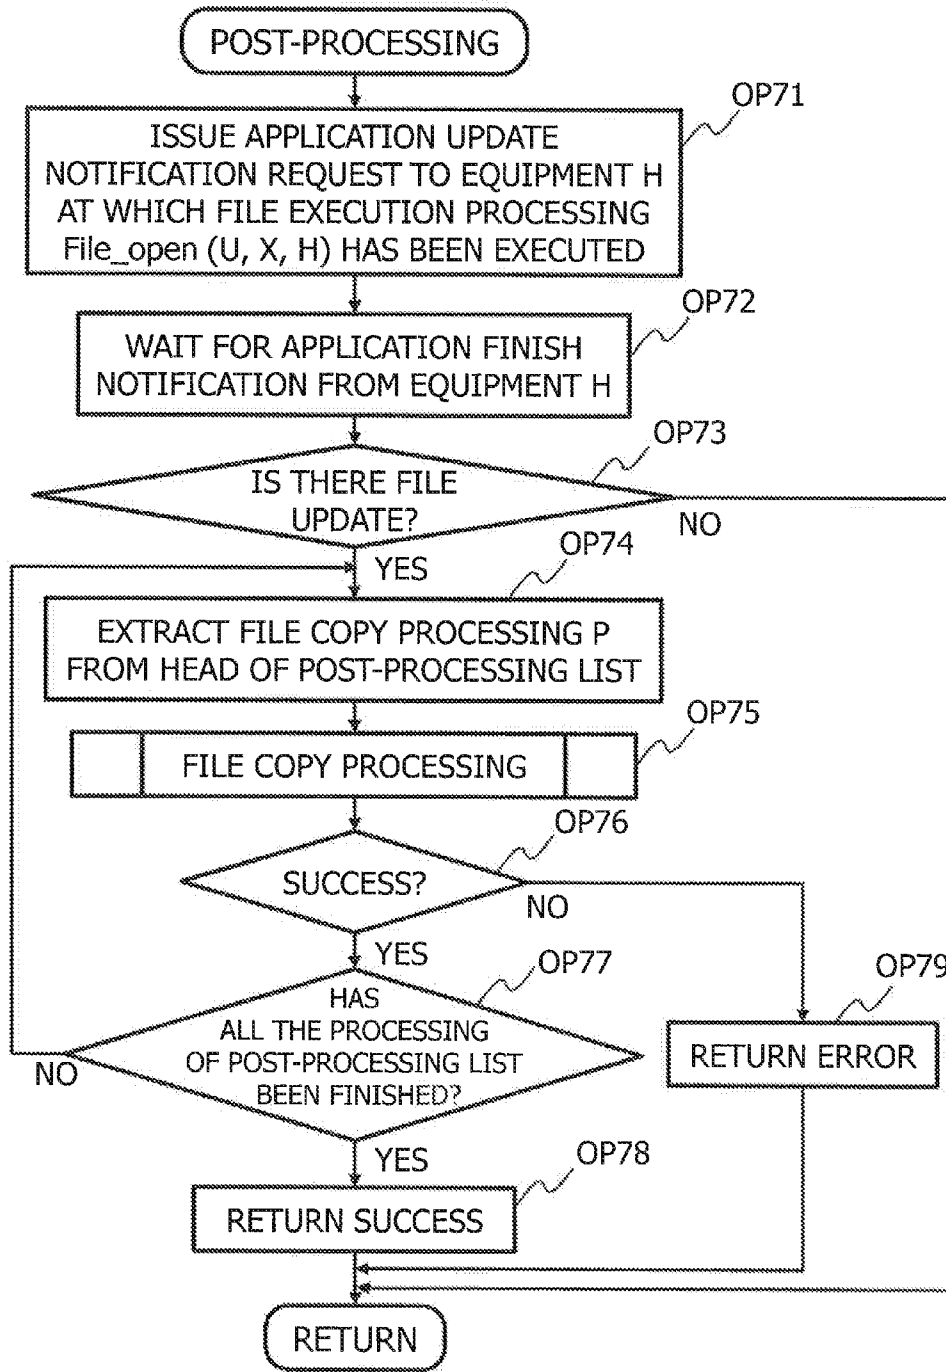 POST-PROCESSING
OP71
ISSUE APPLICATION UPDATE
NOTIFICATION REQUEST TO EQUIPMENT H
AT WHICH FILE EXECUTION PROCESSING
File_open (U, X, H) HAS BEEN EXECUTED
OP72
WAIT FOR APPLICATION FINISH
NOTIFICATION FROM EQUIPMENT H
OP73
IS THERE FILE
UPDATE?
NO
YES
OP74
EXTRACT FILE COPY PROCESSING P
FROM HEAD OF POST-PROCESSING LIST
OP75
FILE COPY PROCESSING
OP76
SUCCESS?
NO
YES
OP77
HAS
ALL THE PROCESSING
OF POST-PROCESSING LIST
BEEN FINISHED?
NO
OP79
RETURN ERROR
YES
OP78
RETURN SUCCESS
RETURN